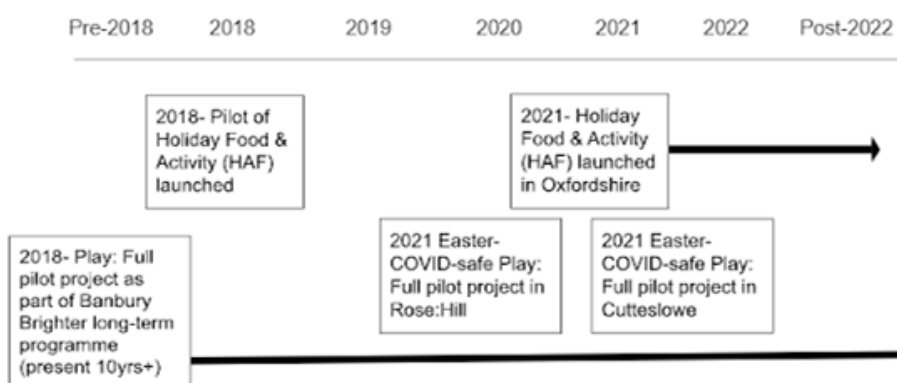 Pre-2018 2018 2019 2020 2021 2022 Post-2022
2018- Pilot of
Holiday Food &
Activity (HAF)
launched
2021- Holiday
Food & Activity
(HAF) launched
in Oxfordshire
2018- Play: Full
pilot project as
part of Banbury
Brighter long-term
programme
(present 10yrs+)
2021 Easter-
COVID-safe Play:
Full pilot project in
Rose:Hill
2021 Easter-
COVID-safe Play:
Full pilot project in
Cutteslowe